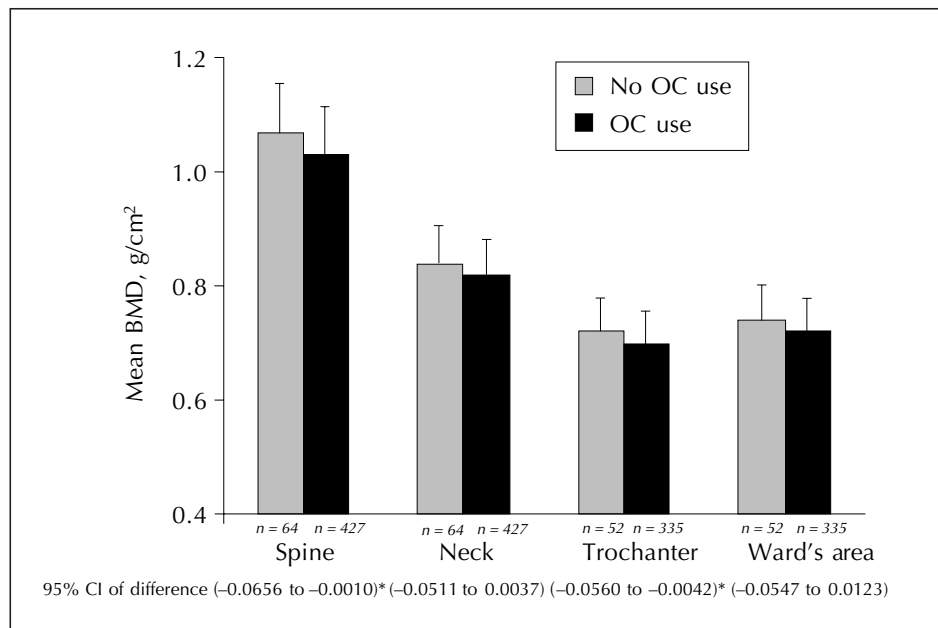 1.2
No OC use
OC use
1.0
0.8
0.6
0.4
Mean BMD, g/cm²
n = 64 n = 427 n = 64 n = 427 n = 52 n = 335 n = 52 n = 335
Spine Neck Trochanter Ward's area
95% CI of difference (–0.0656 to –0.0010)* (–0.0511 to 0.0037) (–0.0560 to –0.0042)* (–0.0547 to 0.0123)